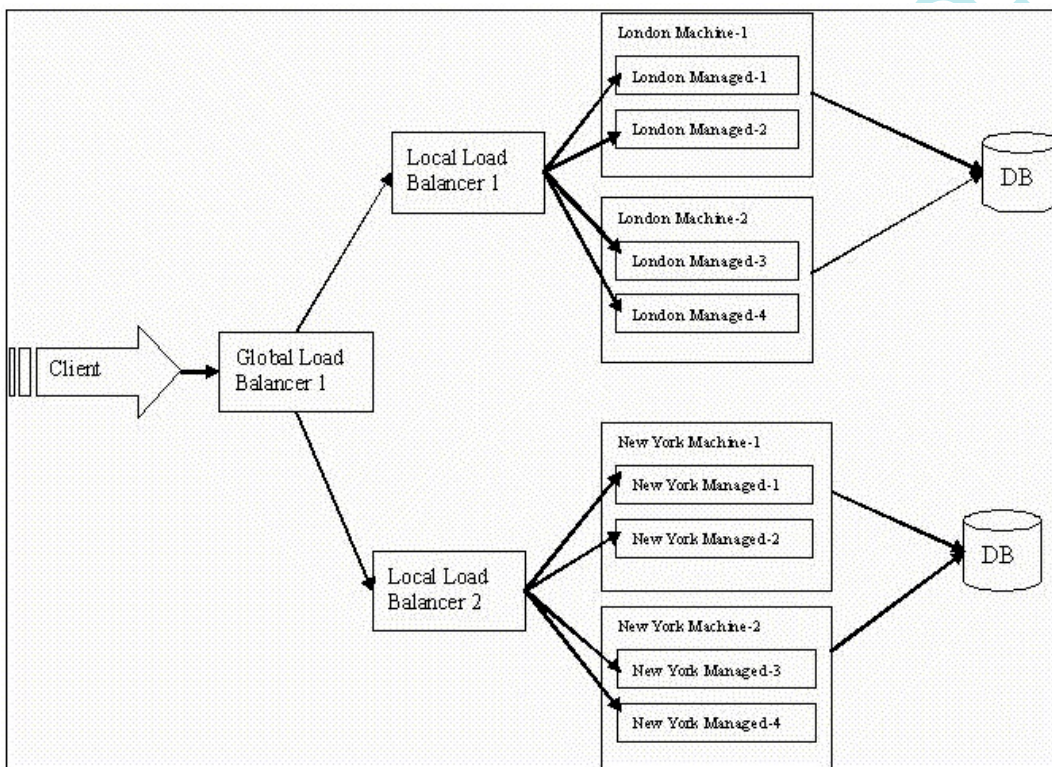 London Machine-1
London Managed-1
London Managed-2
Local Load
Balancer 1
DB
London Machine-2
London Managed-3
London Managed-4
Client
Global Load
Balancer 1
New York Machine-1
New York Managed-1
New York Managed-2
DB
Local Load
Balancer 2
New York Machine-2
New York Managed-3
New York Managed-4